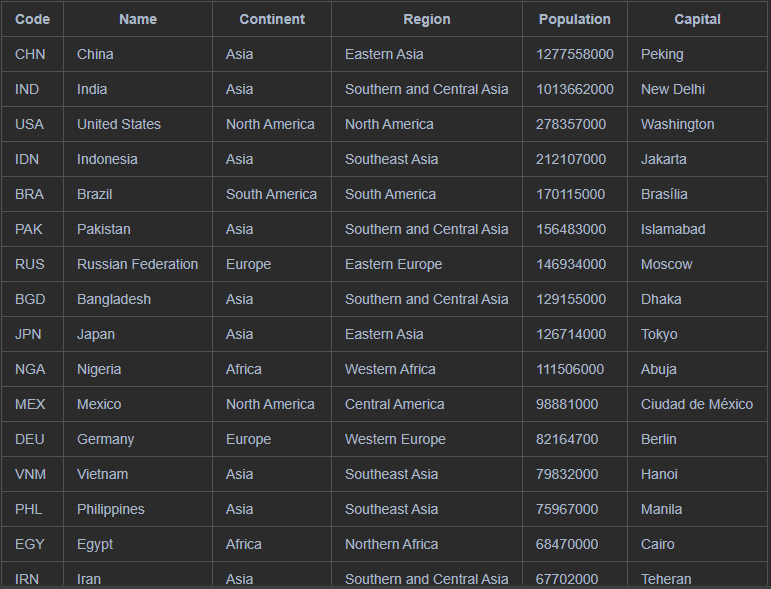 Code Name Continent Region Population Capital
CHN China Asia Eastern Asia 1277558000 Peking
IND India Asia Southern and Central Asia 1013662000 New Delhi
USA United States North America North America 278357000 Washington
IDN Indonesia Asia Southeast Asia 212107000 Jakarta
BRA Brazil South America South America 170115000 Brasília
PAK Pakistan Asia Southern and Central Asia 156483000 Islamabad
RUS Russian Federation Europe Eastern Europe 146934000 Moscow
BGD Bangladesh Asia Southern and Central Asia 129155000 Dhaka
JPN Japan Asia Eastern Asia 126714000 Tokyo
NGA Nigeria Africa Western Africa 111506000 Abuja
MEX Mexico North America Central America 98881000 Ciudad de México
DEU Germany Europe Western Europe 82164700 Berlin
VNM Vietnam Asia Southeast Asia 79832000 Hanoi
PHL Philippines Asia Southeast Asia 75967000 Manila
EGY Egypt Africa Northern Africa 68470000 Cairo
IRN Iran Asia Southern and Central Asia 67702000 Teheran